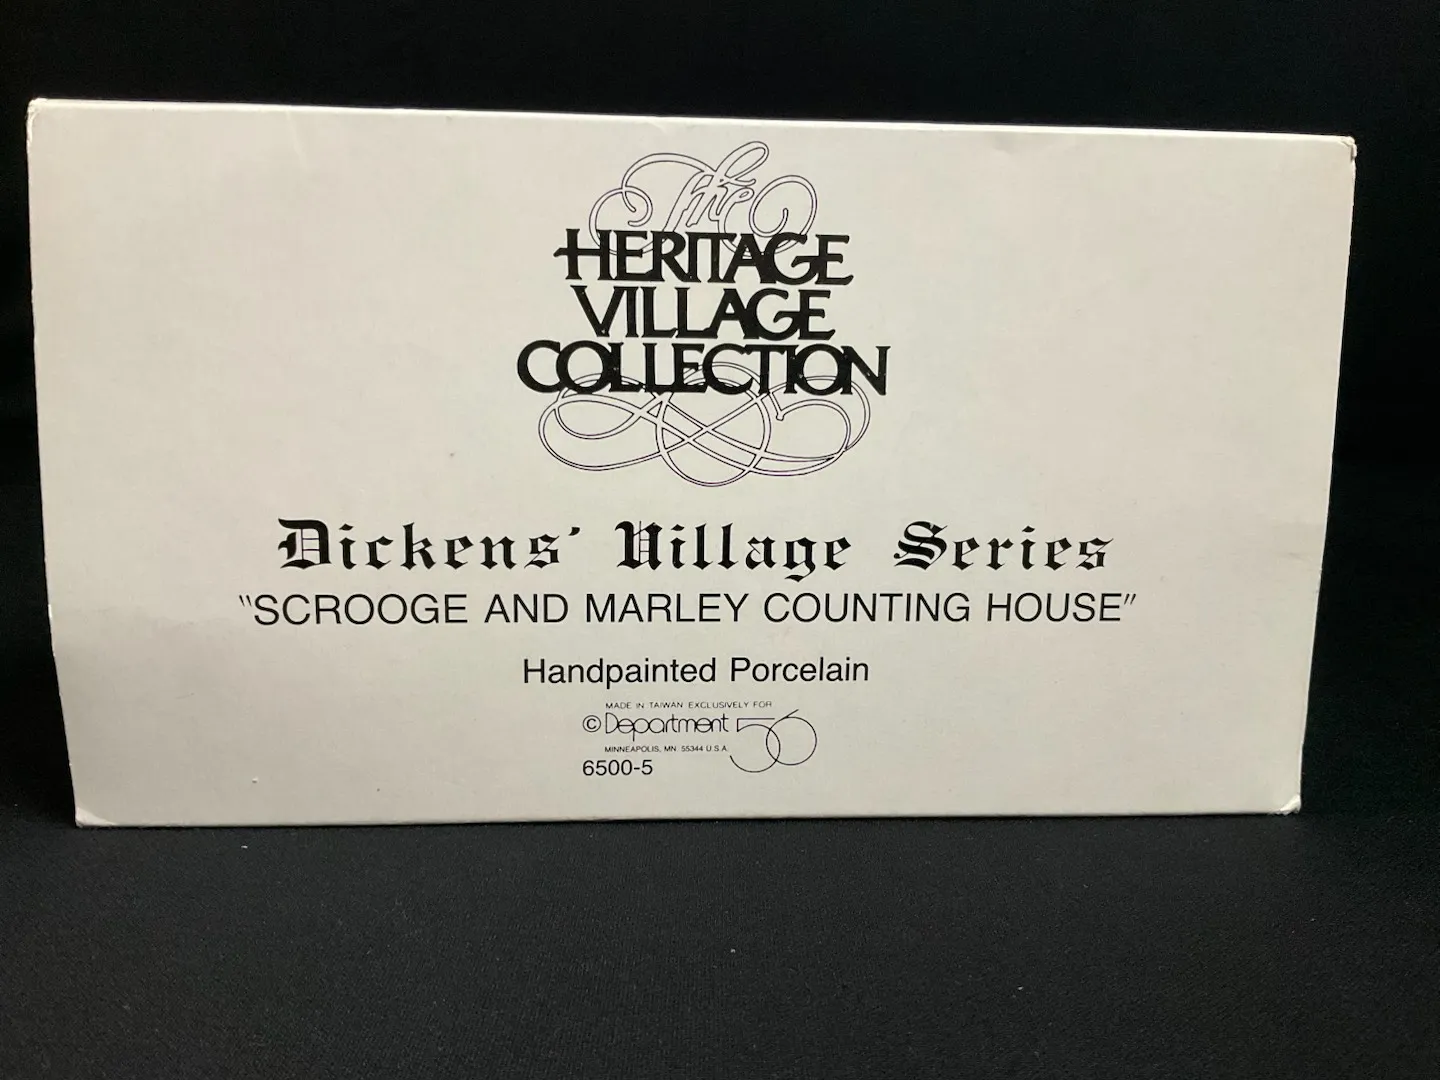 The
HERITAGE
VILLAGE
COLLECTION
Dickens' Village Series
"SCROOGE AND MARLEY COUNTING HOUSE"
Handpainted Porcelain
MADE IN TAIWAN EXCLUSIVELY FOR
© Department 56
MINNEAPOLIS, MN 55344 U.S.A.
6500-5